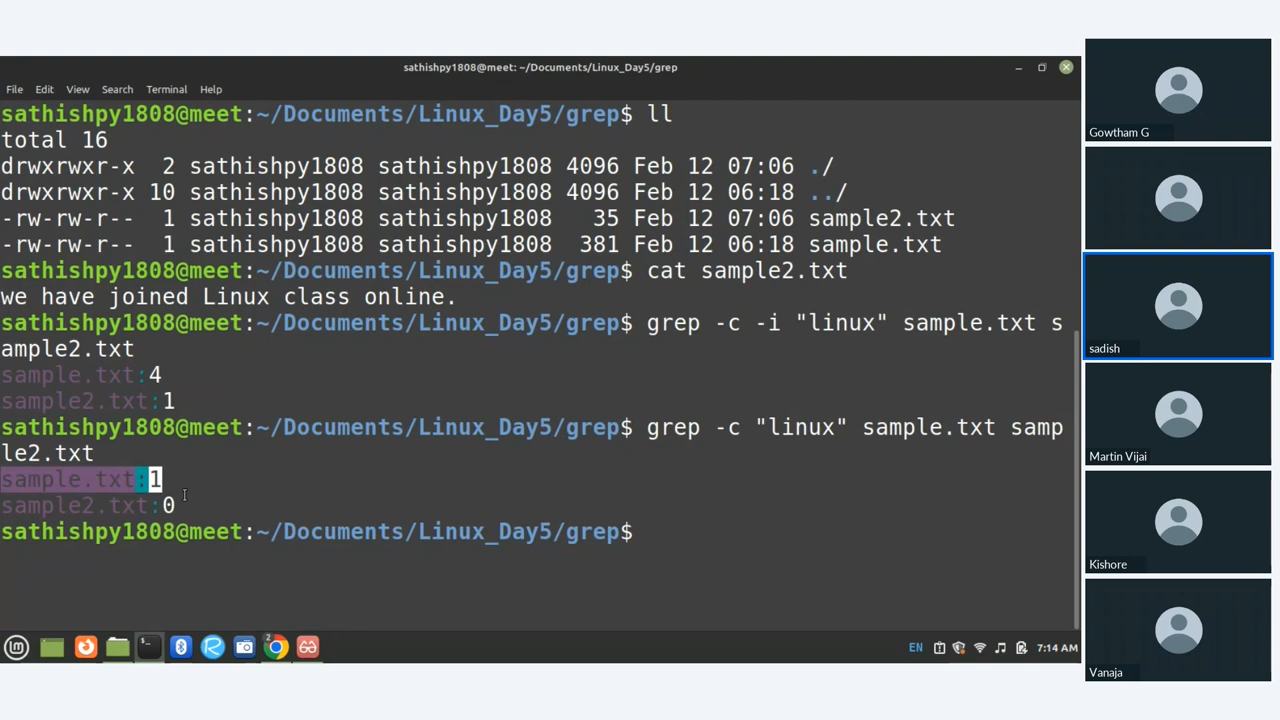 sathishpy1808@meet: ~/Documents/Linux_Day5/grep
File Edit View Search Terminal Help
sathishpy1808@meet:~/Documents/Linux_Day5/grep$ ll
total 16
drwxrwxr-x 2 sathishpy1808 sathishpy1808 4096 Feb 12 07:06 ./
drwxrwxr-x 10 sathishpy1808 sathishpy1808 4096 Feb 12 06:18 ../
-rw-rw-r-- 1 sathishpy1808 sathishpy1808 35 Feb 12 07:06 sample2.txt
-rw-rw-r-- 1 sathishpy1808 sathishpy1808 381 Feb 12 06:18 sample.txt
sathishpy1808@meet:~/Documents/Linux_Day5/grep$ cat sample2.txt
we have joined Linux class online.
sathishpy1808@meet:~/Documents/Linux_Day5/grep$ grep -c -i "linux" sample.txt s
ample2.txt
sample.txt:4
sample2.txt:1
sathishpy1808@meet:~/Documents/Linux_Day5/grep$ grep -c "linux" sample.txt samp
le2.txt
sample.txt:1
sample2.txt:0
sathishpy1808@meet:~/Documents/Linux_Day5/grep$
2
EN
7:14 AM
Gowtham G
sadish
Martin Vijai
Kishore
Vanaja